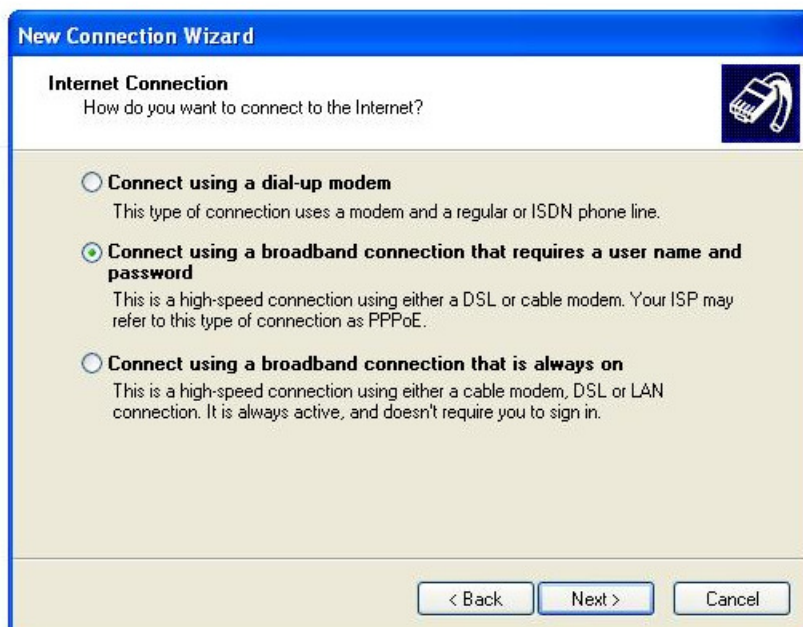 New Connection Wizard
Internet Connection
How do you want to connect to the Internet?
Connect using a dial-up modem
This type of connection uses a modem and a regular or ISDN phone line.
Connect using a broadband connection that requires a user name and
password
This is a high-speed connection using either a DSL or cable modem. Your ISP may
refer to this type of connection as PPPoE.
Connect using a broadband connection that is always on
This is a high-speed connection using either a cable modem, DSL or LAN
connection. It is always active, and doesn't require you to sign in.
< Back Next > Cancel